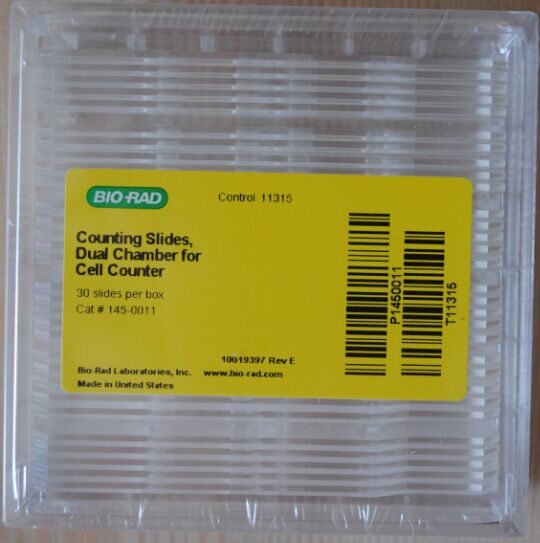 BIO-RAD
Control 11315
Counting Slides,
Dual Chamber for
Cell Counter
30 slides per box
Cat # 145-0011
10019397 Rev E
Bio-Rad Laboratories, Inc. www.bio-rad.com
Made in United States
P1450011
T11315